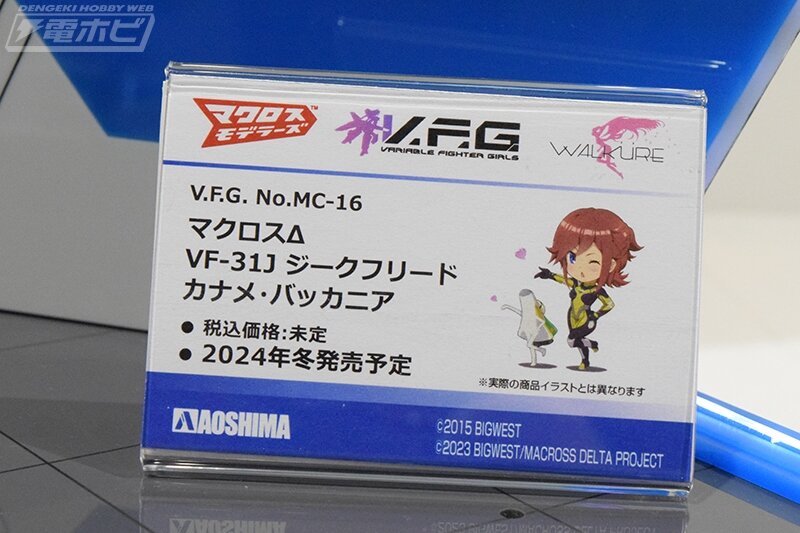 DENGEKI HOBBY WEB
電ホビ
マクロス™
モデラーズ
V.F.G
VARIABLE FIGHTER GIRLS
WALKÜRE
V.F.G. No.MC-16
マクロスΔ
VF-31J ジークフリード
カナメ・バッカニア
● 税込価格:未定
● 2024年冬発売予定
※実際の商品イラストとは異なります
AOSHIMA
©2015 BIGWEST
©2023 BIGWEST/MACROSS DELTA PROJECT